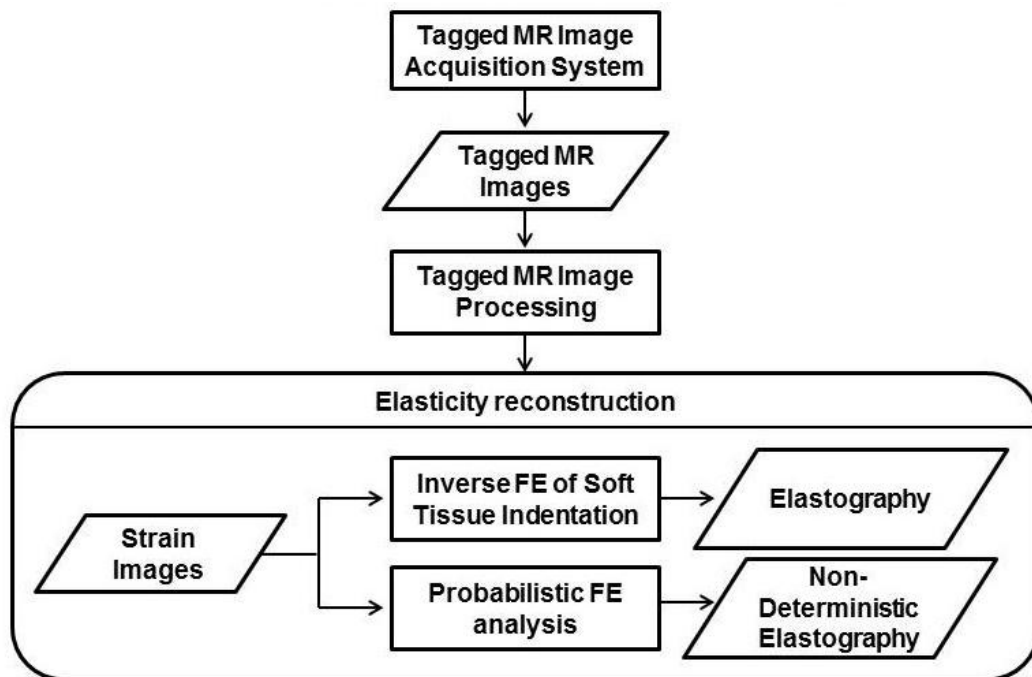 Tagged MR Image
Acquisition System
Tagged MR
Images
Tagged MR Image
Processing
Elasticity reconstruction
Strain
Images
Inverse FE of Soft
Tissue Indentation
Elastography
Probabilistic FE
analysis
Non-
Deterministic
Elastography